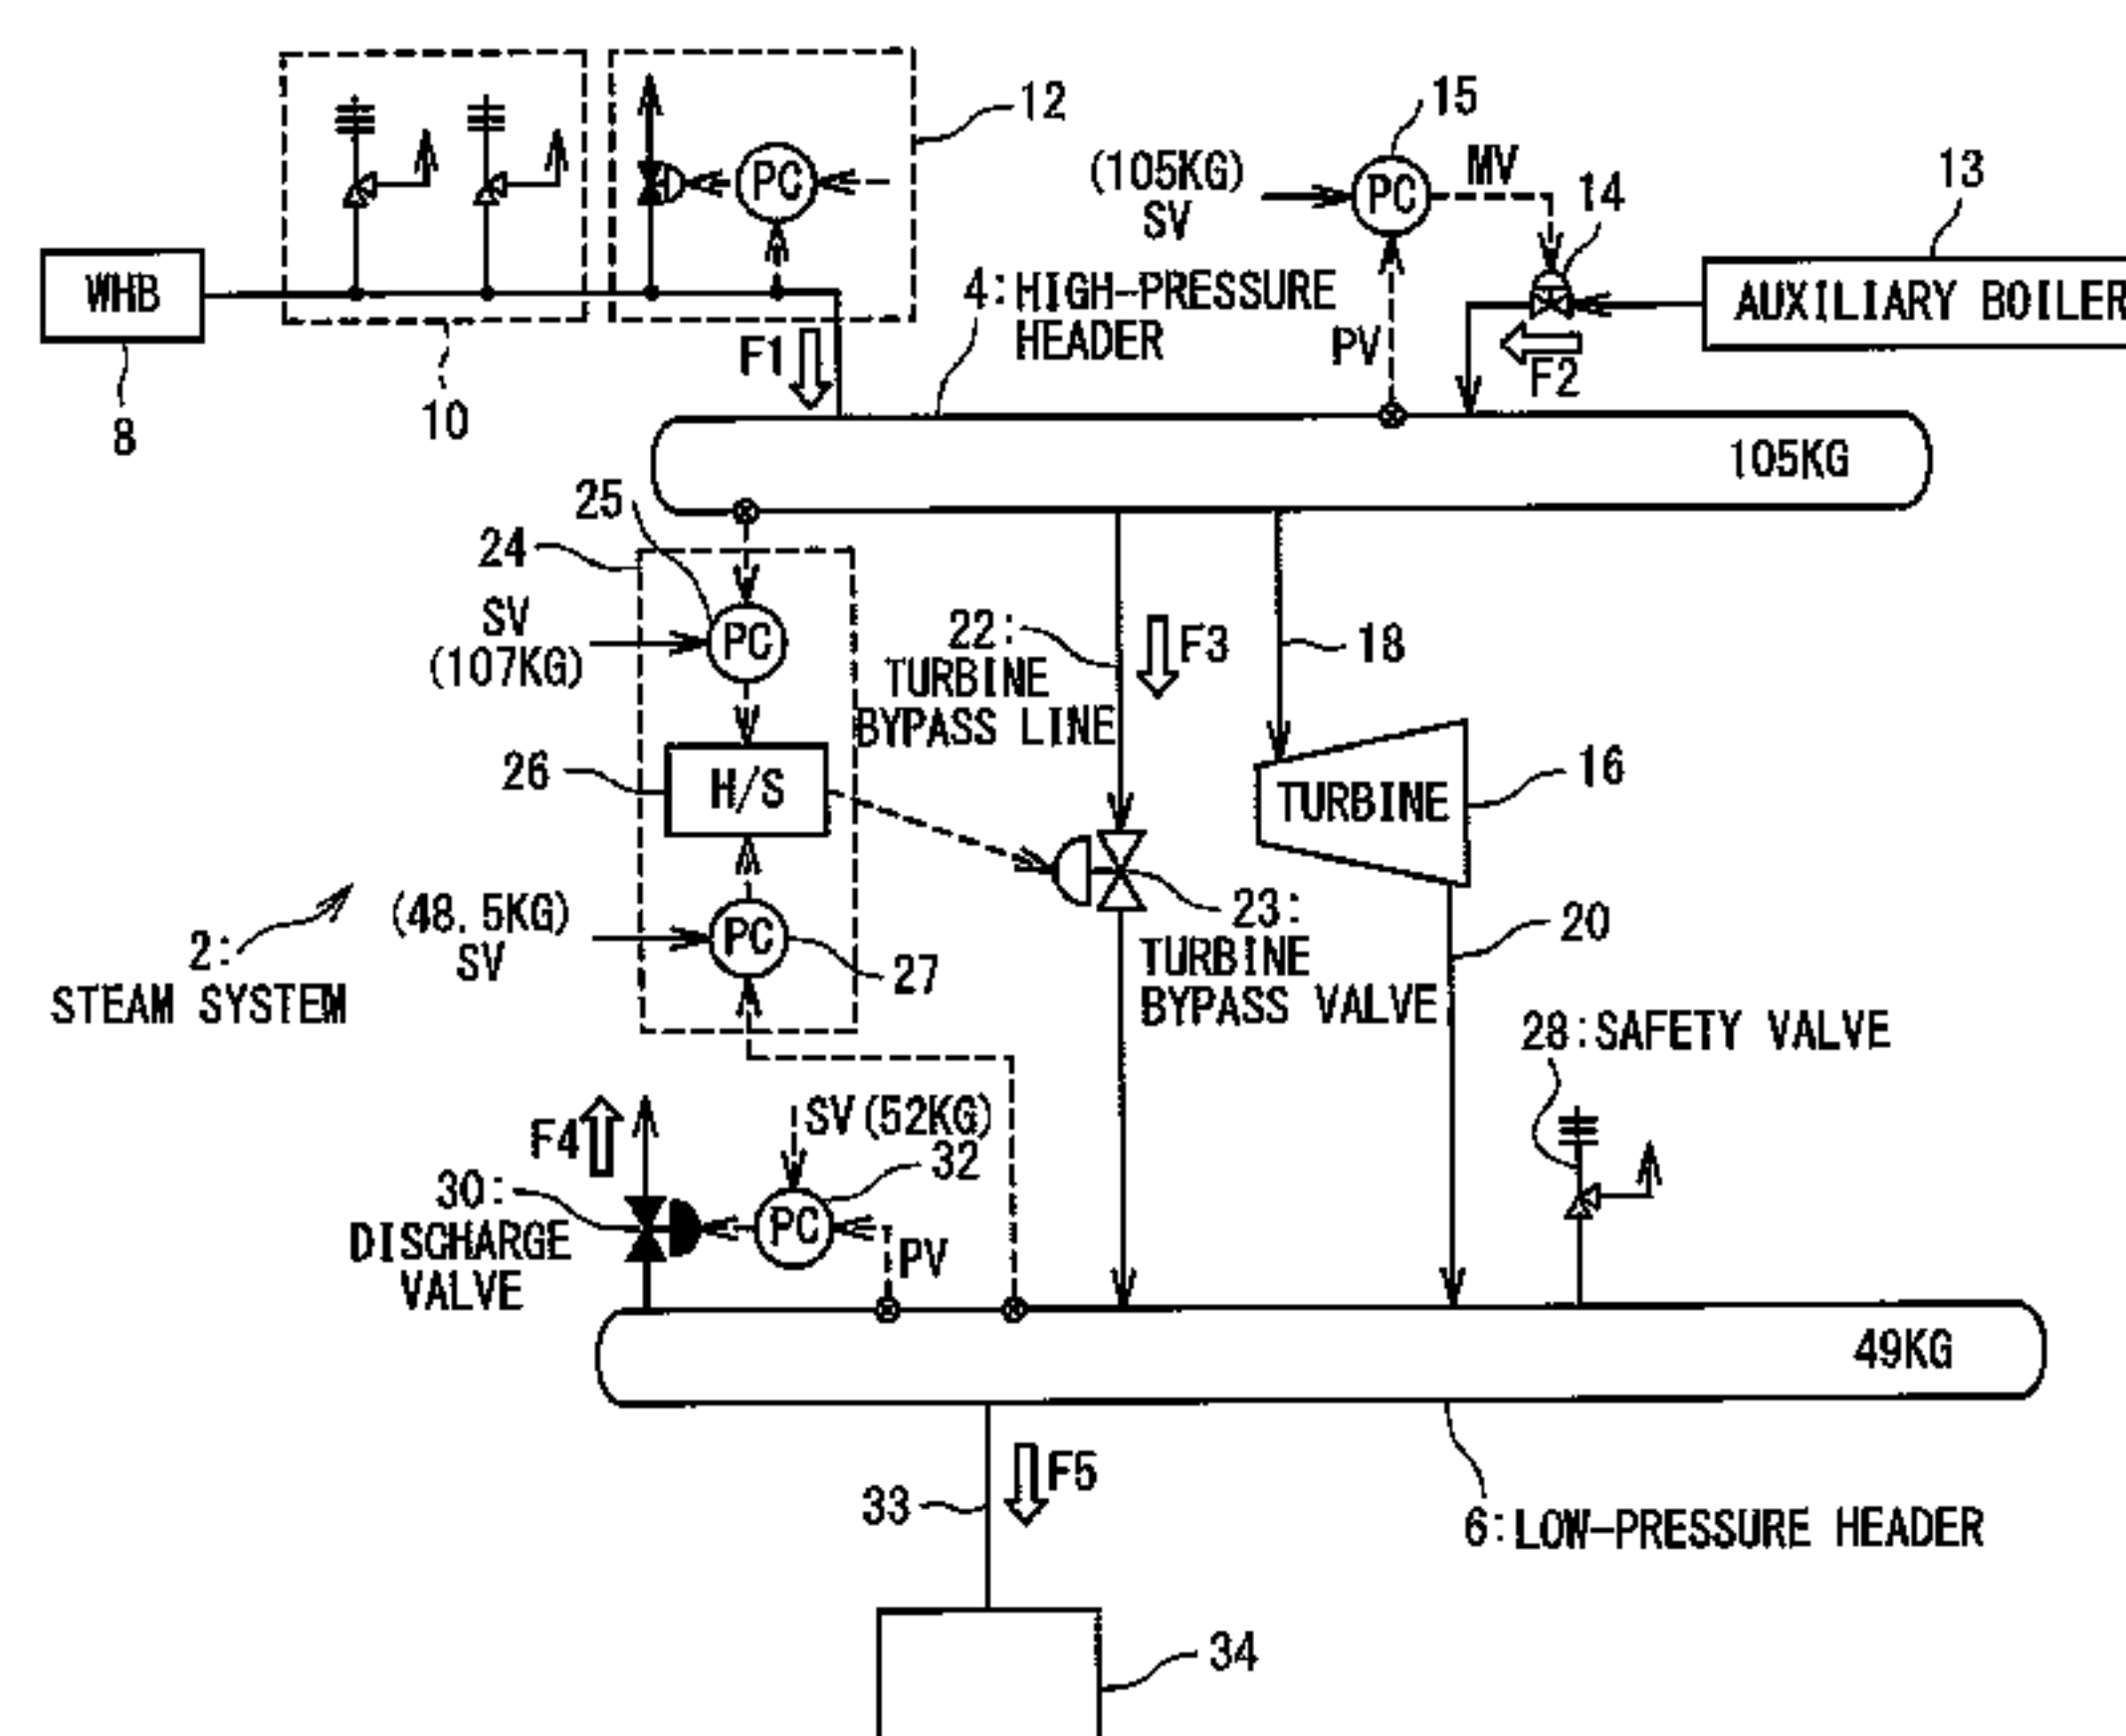 12
15
(105KG)
SV
PC
PC
MV
14
13
WHB
8
10
4:HIGH-PRESSURE
HEADER
F1
PV
F2
AUXILIARY BOILER
105KG
25
24
SV
(107KG)
PC
22:
TURBINE
BYPASS LINE
F3
18
26
H/S
TURBINE
16
2:
STEAM SYSTEM
(48.5KG)
SV
PC
27
23:
TURBINE
BYPASS VALVE
20
28:SAFETY VALVE
F4
SV(52KG)
32
30:
DISCHARGE
VALVE
PC
PV
49KG
33
F5
6:LOW-PRESSURE HEADER
34